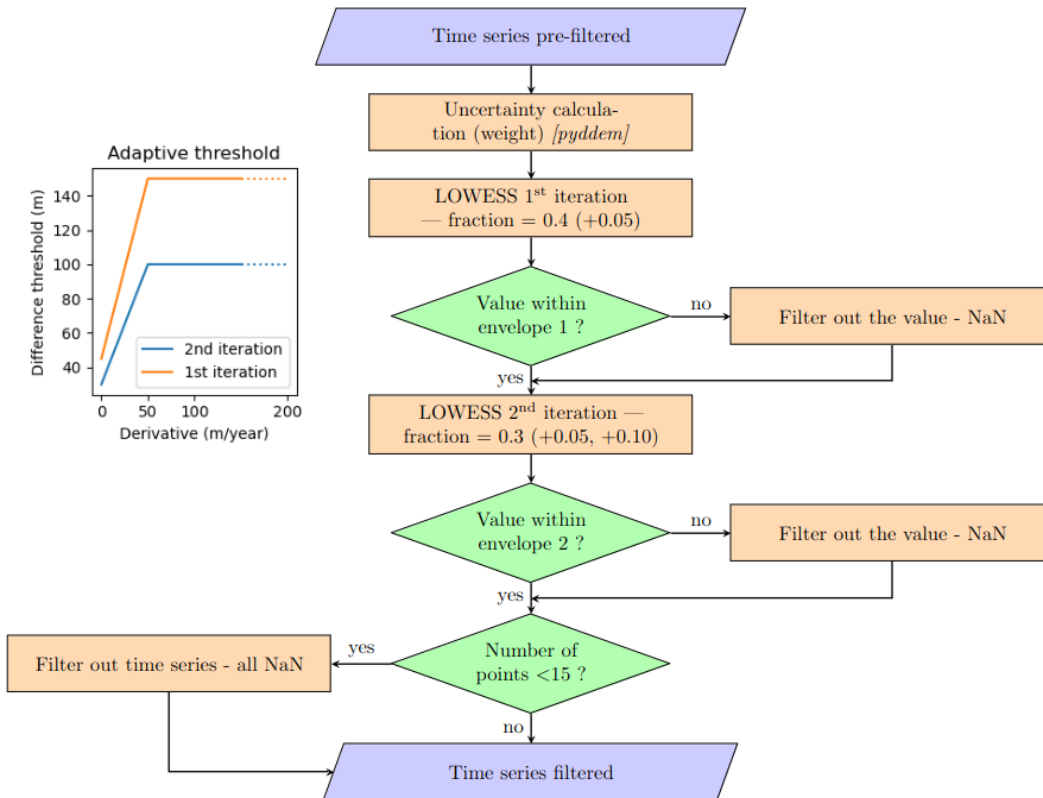 Time series pre-filtered
Uncertainty calcula-
tion (weight) [pyddem]
Adaptive threshold
140
120
100
80
60
40
Difference threshold (m)
2nd iteration
1st iteration
0
50
100
200
Derivative (m/year)
LOWESS 1st iteration
— fraction = 0.4 (+0.05)
Value within
envelope 1 ?
no
Filter out the value - NaN
yes
LOWESS 2nd iteration —
fraction = 0.3 (+0.05, +0.10)
Value within
envelope 2 ?
no
Filter out the value - NaN
yes
Number of
points <15 ?
yes
Filter out time series - all NaN
no
Time series filtered